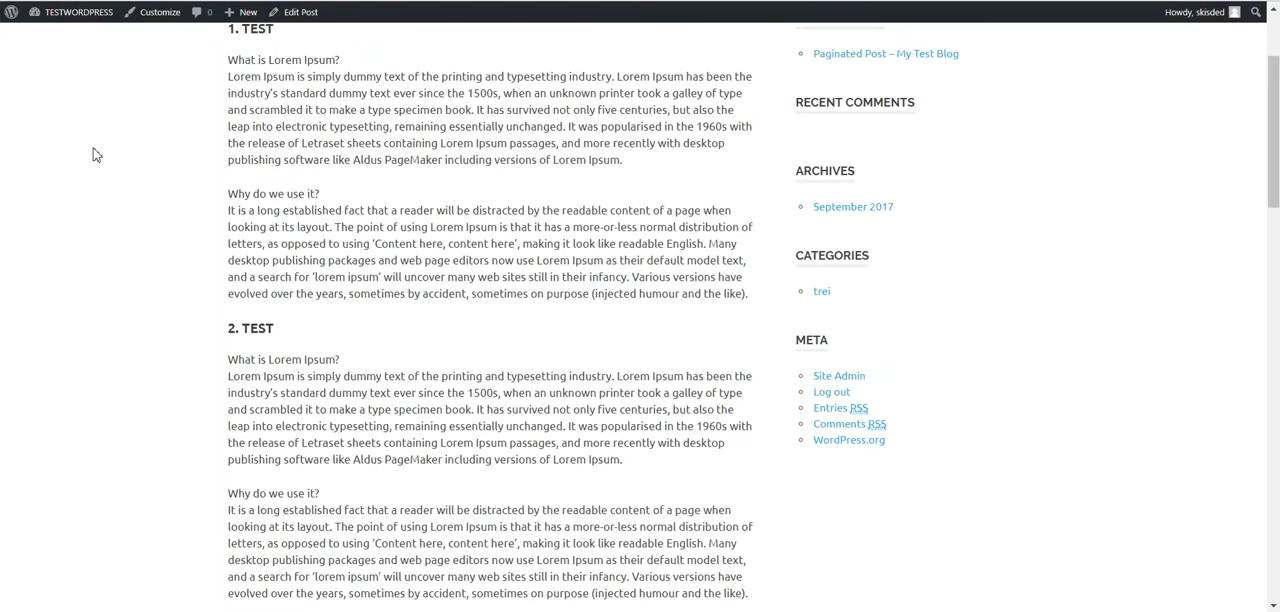 TESTWORDPRESS Customize 0 New Edit Post Howdy, skisded
1. TEST
What is Lorem Ipsum?
Lorem Ipsum is simply dummy text of the printing and typesetting industry. Lorem Ipsum has been the
industry’s standard dummy text ever since the 1500s, when an unknown printer took a galley of type
and scrambled it to make a type specimen book. It has survived not only five centuries, but also the
leap into electronic typesetting, remaining essentially unchanged. It was popularised in the 1960s with
the release of Letraset sheets containing Lorem Ipsum passages, and more recently with desktop
publishing software like Aldus PageMaker including versions of Lorem Ipsum.
Why do we use it?
It is a long established fact that a reader will be distracted by the readable content of a page when
looking at its layout. The point of using Lorem Ipsum is that it has a more-or-less normal distribution of
letters, as opposed to using ‘Content here, content here’, making it look like readable English. Many
desktop publishing packages and web page editors now use Lorem Ipsum as their default model text,
and a search for ‘lorem ipsum’ will uncover many web sites still in their infancy. Various versions have
evolved over the years, sometimes by accident, sometimes on purpose (injected humour and the like).
2. TEST
What is Lorem Ipsum?
Lorem Ipsum is simply dummy text of the printing and typesetting industry. Lorem Ipsum has been the
industry’s standard dummy text ever since the 1500s, when an unknown printer took a galley of type
and scrambled it to make a type specimen book. It has survived not only five centuries, but also the
leap into electronic typesetting, remaining essentially unchanged. It was popularised in the 1960s with
the release of Letraset sheets containing Lorem Ipsum passages, and more recently with desktop
publishing software like Aldus PageMaker including versions of Lorem Ipsum.
Why do we use it?
It is a long established fact that a reader will be distracted by the readable content of a page when
looking at its layout. The point of using Lorem Ipsum is that it has a more-or-less normal distribution of
letters, as opposed to using ‘Content here, content here’, making it look like readable English. Many
desktop publishing packages and web page editors now use Lorem Ipsum as their default model text,
and a search for ‘lorem ipsum’ will uncover many web sites still in their infancy. Various versions have
evolved over the years, sometimes by accident, sometimes on purpose (injected humour and the like).
Paginated Post – My Test Blog
RECENT COMMENTS
ARCHIVES
September 2017
CATEGORIES
trei
META
Site Admin
Log out
Entries RSS
Comments RSS
WordPress.org